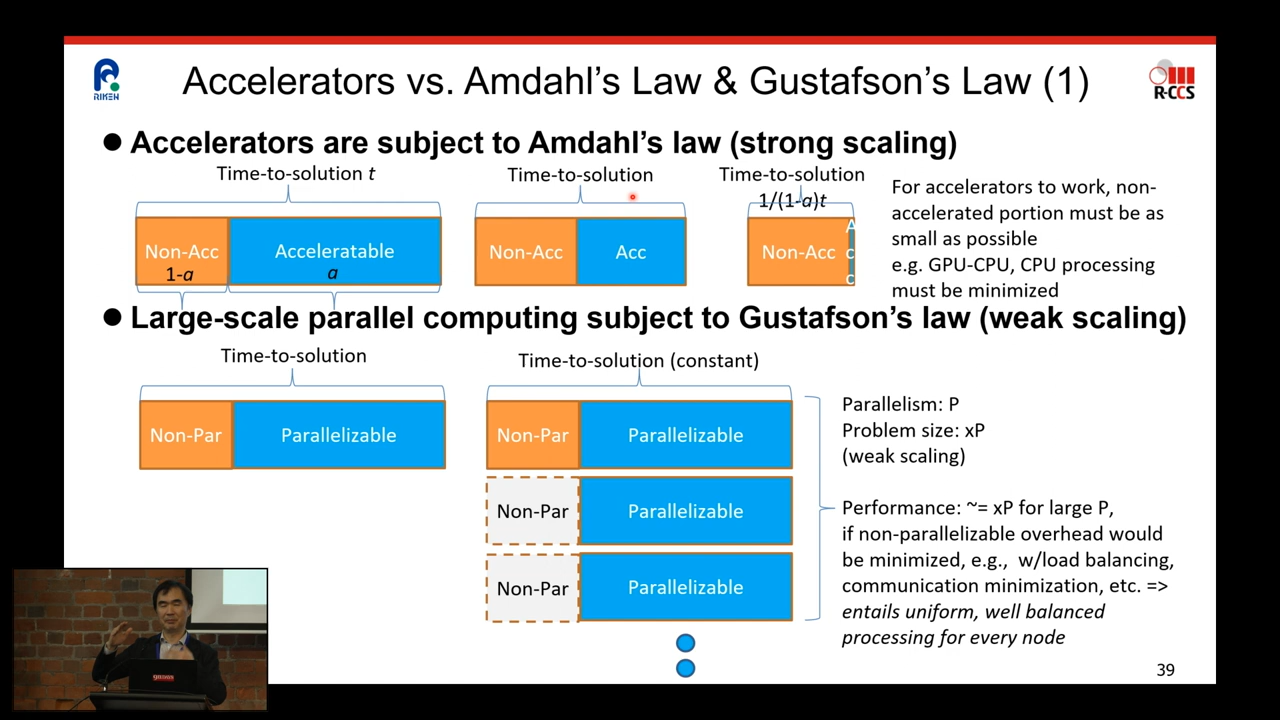 RIKEN
Accelerators vs. Amdahl's Law & Gustafson's Law (1)
R-CCS
● Accelerators are subject to Amdahl's law (strong scaling)
Time-to-solution t
Time-to-solution
Time-to-solution
1/(1-a)t
Non-Acc
1-a
Acceleratable
a
Non-Acc
Acc
Non-Acc
A
c
c
For accelerators to work, non-
accelerated portion must be as
small as possible
e.g. GPU-CPU, CPU processing
must be minimized
● Large-scale parallel computing subject to Gustafson's law (weak scaling)
Time-to-solution
Time-to-solution (constant)
Non-Par
Parallelizable
Non-Par
Parallelizable
Non-Par
Parallelizable
Non-Par
Parallelizable
Parallelism: P
Problem size: xP
(weak scaling)
Performance: ~= xP for large P,
if non-parallelizable overhead would
be minimized, e.g., w/load balancing,
communication minimization, etc. =>
entails uniform, well balanced
processing for every node
39